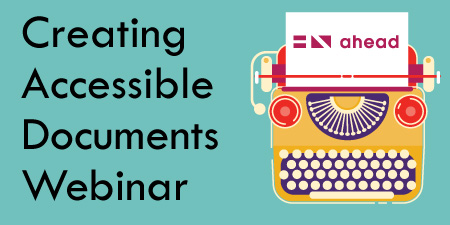 Creating
Accessible
Documents
Webinar
ahead